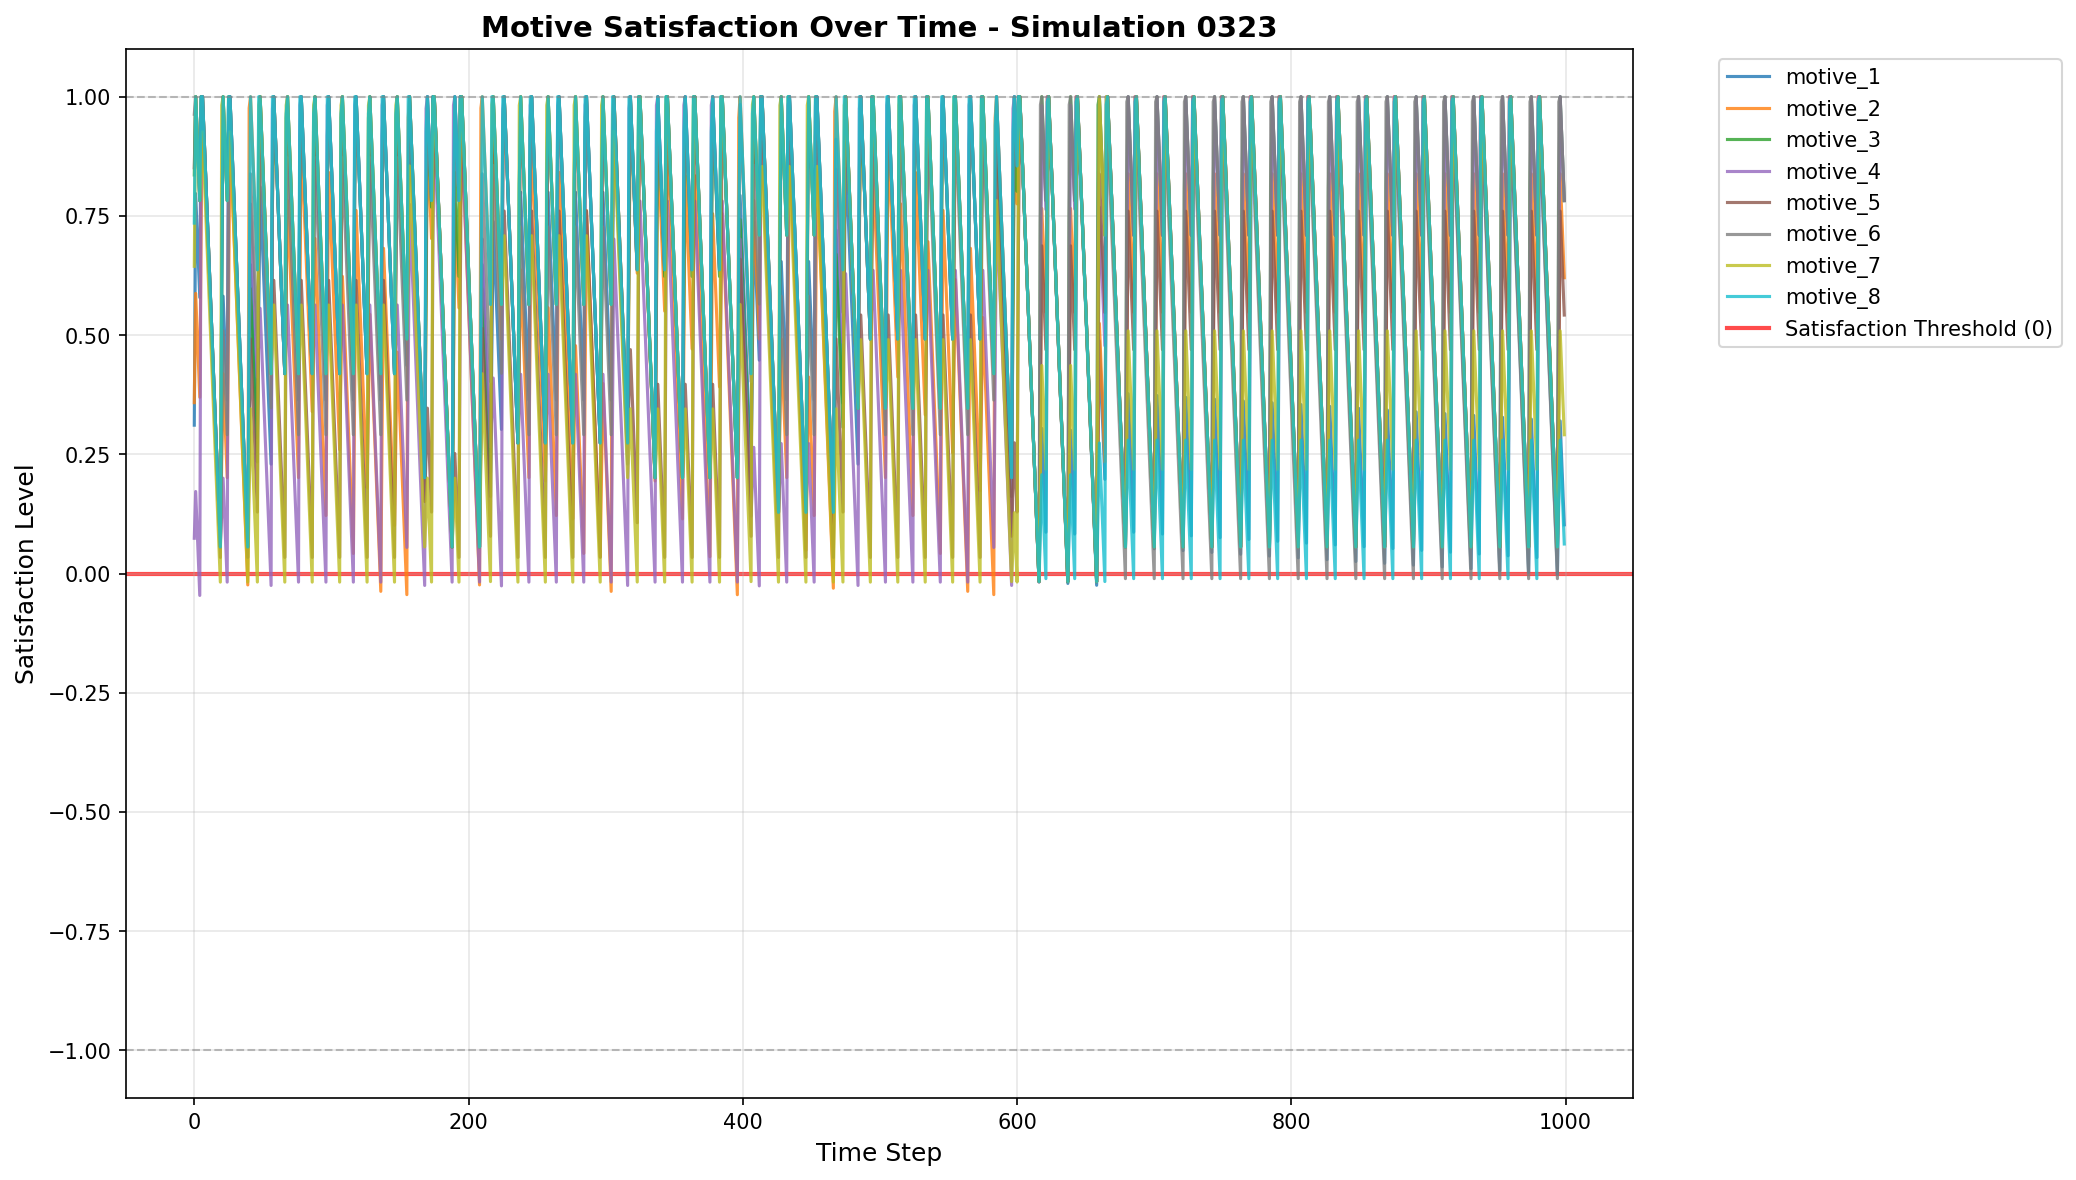 Motive Satisfaction Over Time - Simulation 0323
1.00
0.75
0.50
0.25
0.00
−0.25
−0.50
−0.75
−1.00
Satisfaction Level
0
200
400
600
800
1000
Time Step
motive_1
motive_2
motive_3
motive_4
motive_5
motive_6
motive_7
motive_8
Satisfaction Threshold (0)